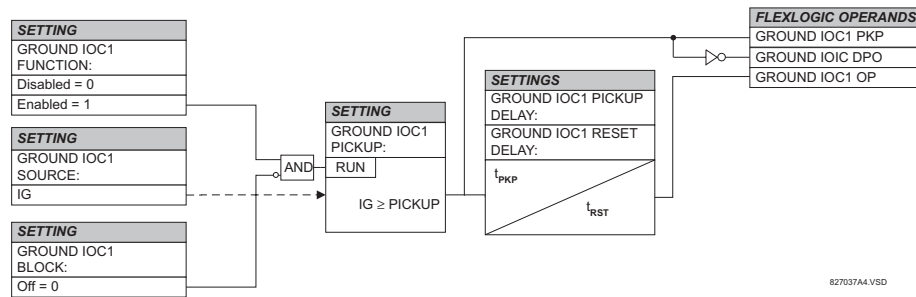 SETTING
GROUND IOC1
FUNCTION:
Disabled = 0
Enabled = 1
SETTING
GROUND IOC1
SOURCE:
IG
SETTING
GROUND IOC1
BLOCK:
Off = 0
AND
SETTING
GROUND IOC1
PICKUP:
RUN
IG ≥ PICKUP
SETTINGS
GROUND IOC1 PICKUP
DELAY:
GROUND IOC1 RESET
DELAY:
tPKP
tRST
FLEXLOGIC OPERANDS
GROUND IOC1 PKP
GROUND IOIC DPO
GROUND IOC1 OP
827037A4.VSD